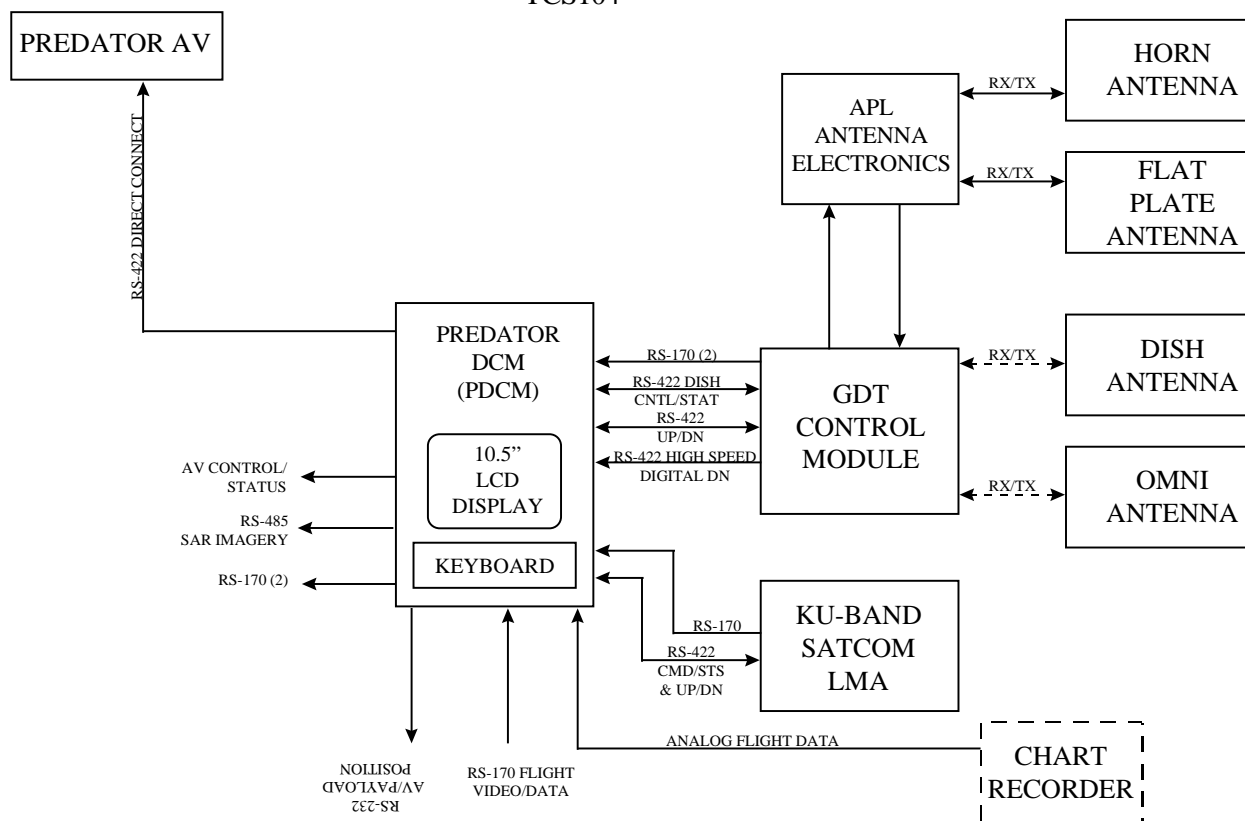 TCS104
PREDATOR AV
RS-422 DIRECT CONNECT
APL
ANTENNA
ELECTRONICS
RX/TX
HORN
ANTENNA
RX/TX
FLAT
PLATE
ANTENNA
PREDATOR
DCM
(PDCM)
10.5”
LCD
DISPLAY
KEYBOARD
RS-170 (2)
RS-422 DISH
CNTL/STAT
RS-422
UP/DN
RS-422 HIGH SPEED
DIGITAL DN
GDT
CONTROL
MODULE
RX/TX
DISH
ANTENNA
RX/TX
OMNI
ANTENNA
AV CONTROL/
STATUS
RS-485
SAR IMAGERY
RS-170 (2)
RS-170
RS-422
CMD/STS
& UP/DN
KU-BAND
SATCOM
LMA
ANALOG FLIGHT DATA
CHART
RECORDER
RS-232
AV/PAYLOAD
POSITION
RS-170 FLIGHT
VIDEO/DATA